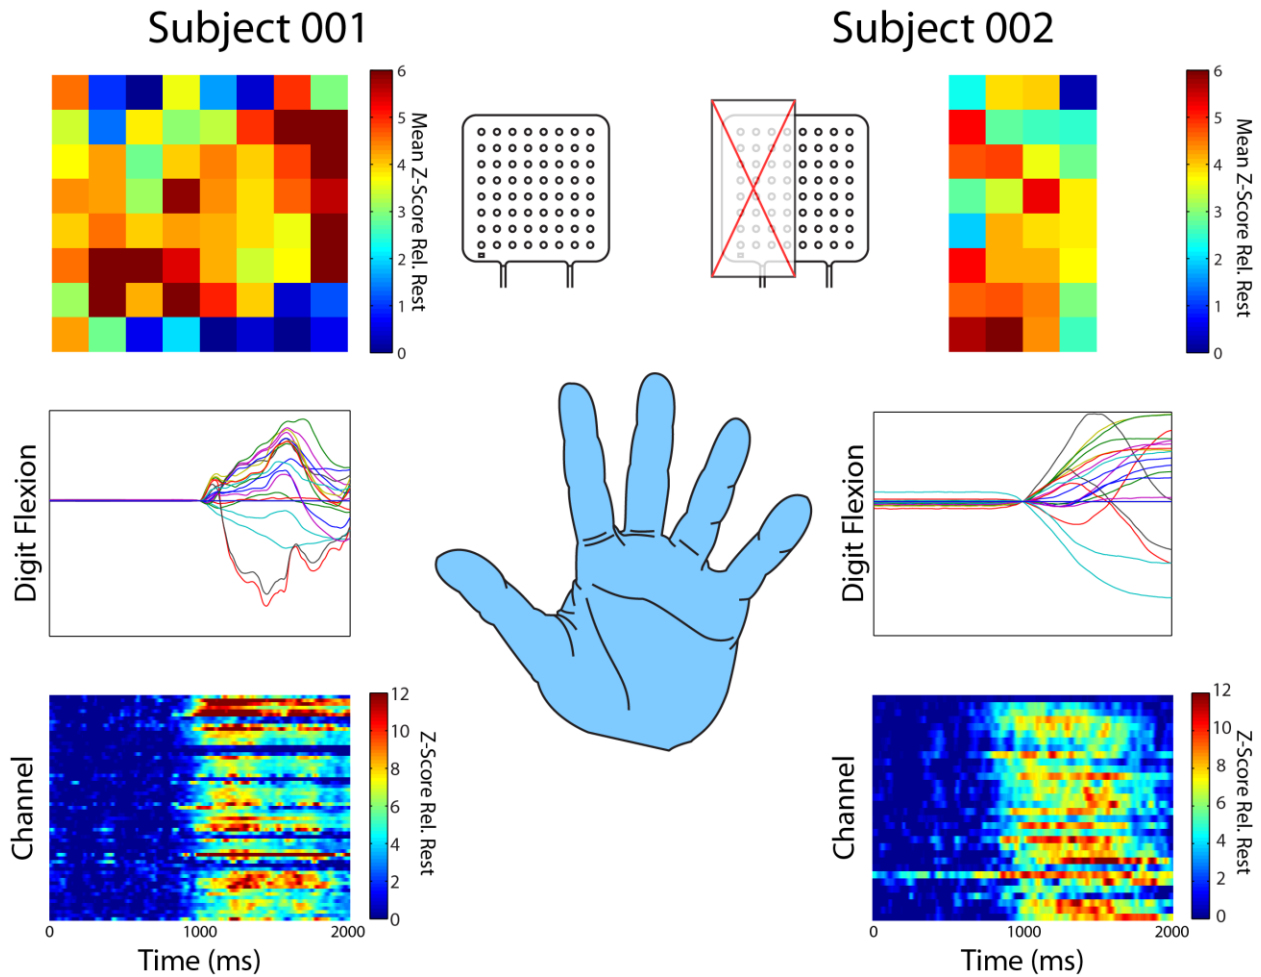 Subject 001
Subject 002
6
5
4
3
2
1
0
Mean Z-Score Rel. Rest
6
5
4
3
2
1
0
Mean Z-Score Rel. Rest
Digit Flexion
Digit Flexion
Channel
12
10
8
6
4
2
0
Z-Score Rel. Rest
0
1000
2000
Time (ms)
Channel
12
10
8
6
4
2
0
Z-Score Rel. Rest
0
1000
2000
Time (ms)